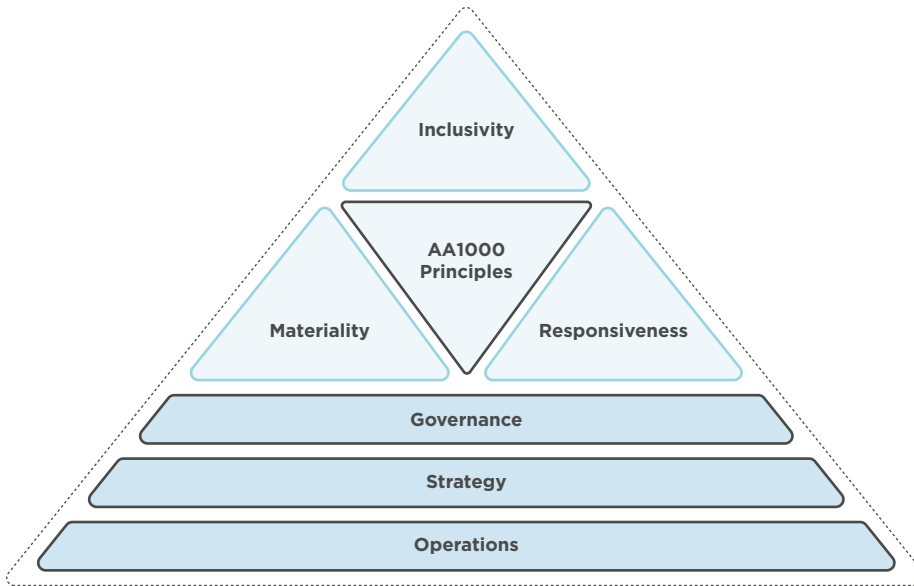 Inclusivity
AA1000
Principles
Materiality
Responsiveness
Governance
Strategy
Operations